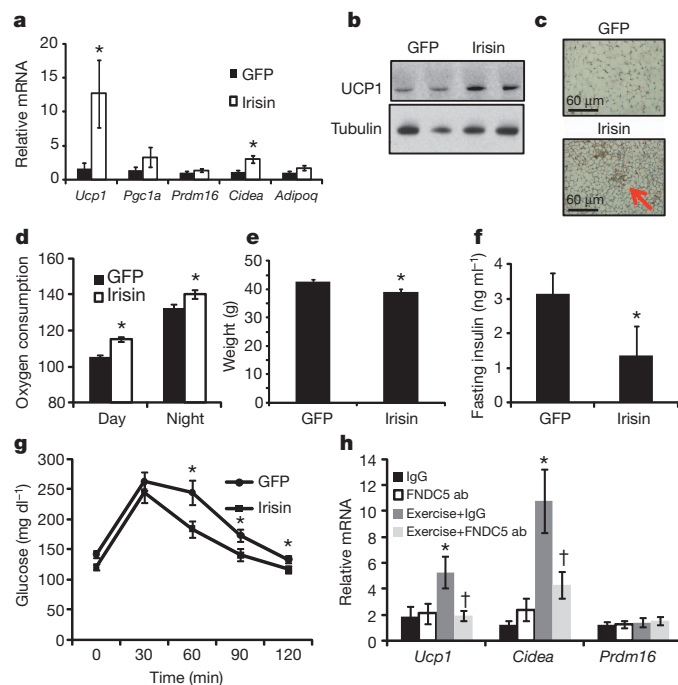 a
Relative mRNA
25
20
15
10
5
0
GFP
Irisin
*
*
Ucp1 Pgc1a Prdm16 Cidea Adipoq
b
GFP Irisin
UCP1
Tubulin
c
GFP
60 μm
Irisin
60 μm
d
Oxygen consumption
160
140
120
100
80
GFP
Irisin
*
*
Day Night
e
Weight (g)
50
40
30
20
10
0
*
GFP Irisin
f
Fasting insulin (ng ml⁻¹)
4
3
2
1
0
*
GFP Irisin
g
Glucose (mg dl⁻¹)
300
250
200
150
100
50
0
*
*
*
GFP
Irisin
0 30 60 90 120
Time (min)
h
Relative mRNA
14
12
10
8
6
4
2
0
IgG
FNDC5 ab
Exercise+IgG
Exercise+FNDC5 ab
*
†
*
†
Ucp1 Cidea Prdm16